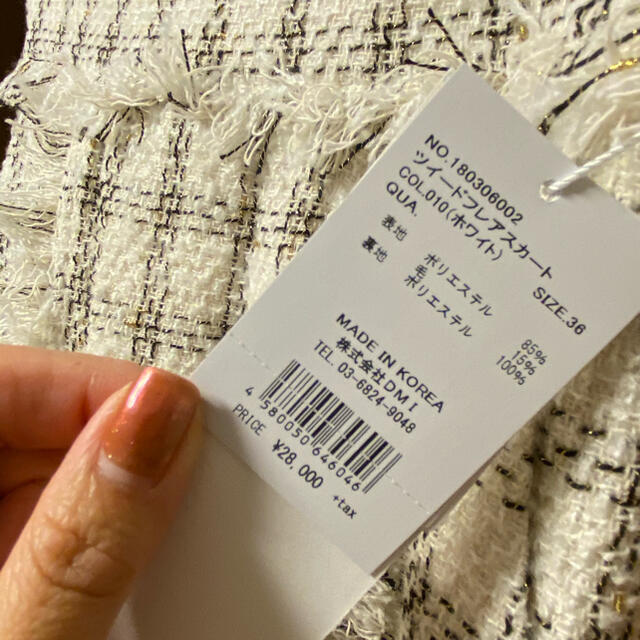 NO.180306002
ツイードフレアスカート
COL.010(ホワイト) SIZE.36
QUA.
表地 ポリエステル 85%
毛 15%
裏地 ポリエステル 100%
MADE IN KOREA
株式会社DMI
TEL 03-6824-9048
4580050646046
PRICE ¥28,000 +tax